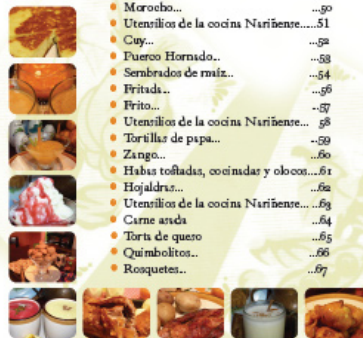 Morocho... ...50
Utensilios de la cocina Nariñense......51
Cuy... ...52
Puerco Hornado... ...53
Sembrados de maíz... ...54
Fritada... ...56
Frito... ...57
Utensilios de la cocina Nariñense... 58
Tortillas de papa... ...59
Zango... ...60
Habas tostadas, cocinadas y olocos....61
Hojaldras... ...62
Utensilios de la cocina Nariñense ...63
Carne asada ...64
Torta de queso ...65
Quimbolitos... ...66
Rosquetes... ...67